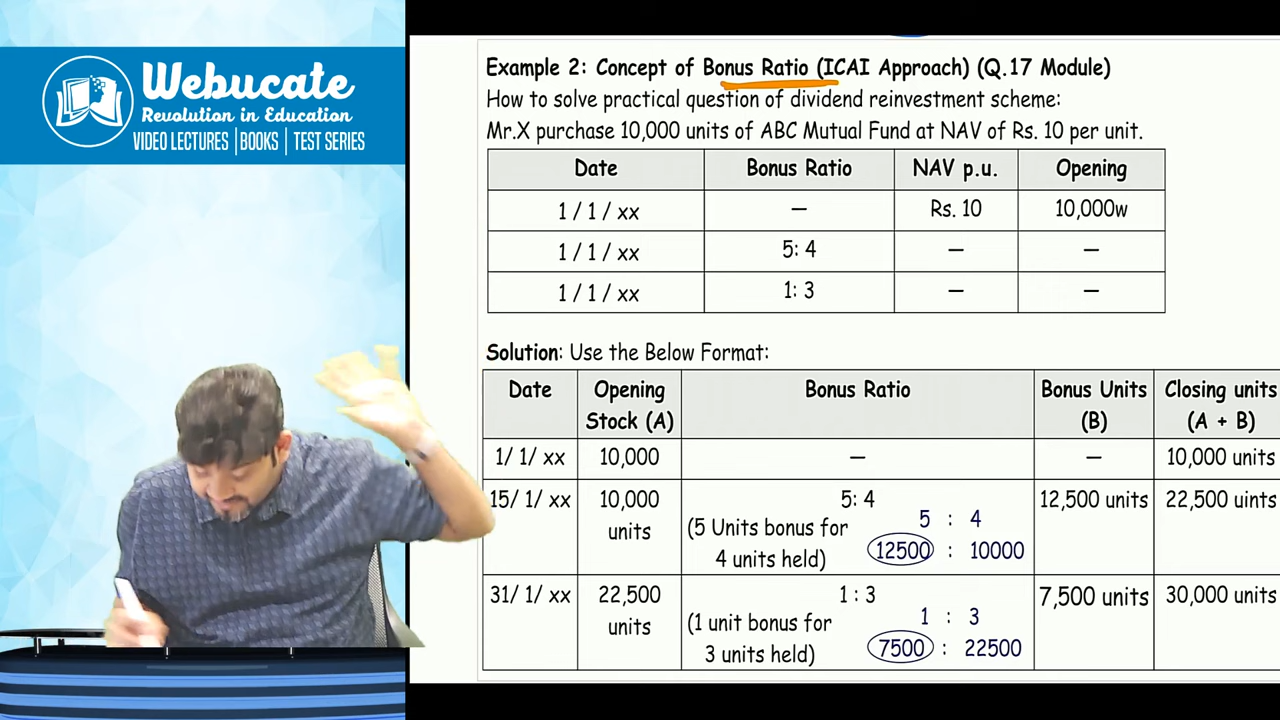 Webucate
Revolution in Education
VIDEO LECTURES | BOOKS | TEST SERIES
Example 2: Concept of Bonus Ratio (ICAI Approach) (Q.17 Module)
How to solve practical question of dividend reinvestment scheme:
Mr.X purchase 10,000 units of ABC Mutual Fund at NAV of Rs. 10 per unit.
Date Bonus Ratio NAV p.u. Opening
1 / 1 / xx — Rs. 10 10,000w
1 / 1 / xx 5: 4 — —
1 / 1 / xx 1: 3 — —
Solution: Use the Below Format:
Date Opening Stock (A) Bonus Ratio Bonus Units (B) Closing units (A + B)
1/ 1/ xx 10,000 — — 10,000 units
15/ 1/ xx 10,000 units 5: 4 12,500 units 22,500 uints
(5 Units bonus for 5 : 4
4 units held) 12500 : 10000
31/ 1/ xx 22,500 units 1 : 3 7,500 units 30,000 units
(1 unit bonus for 1 : 3
3 units held) 7500 : 22500